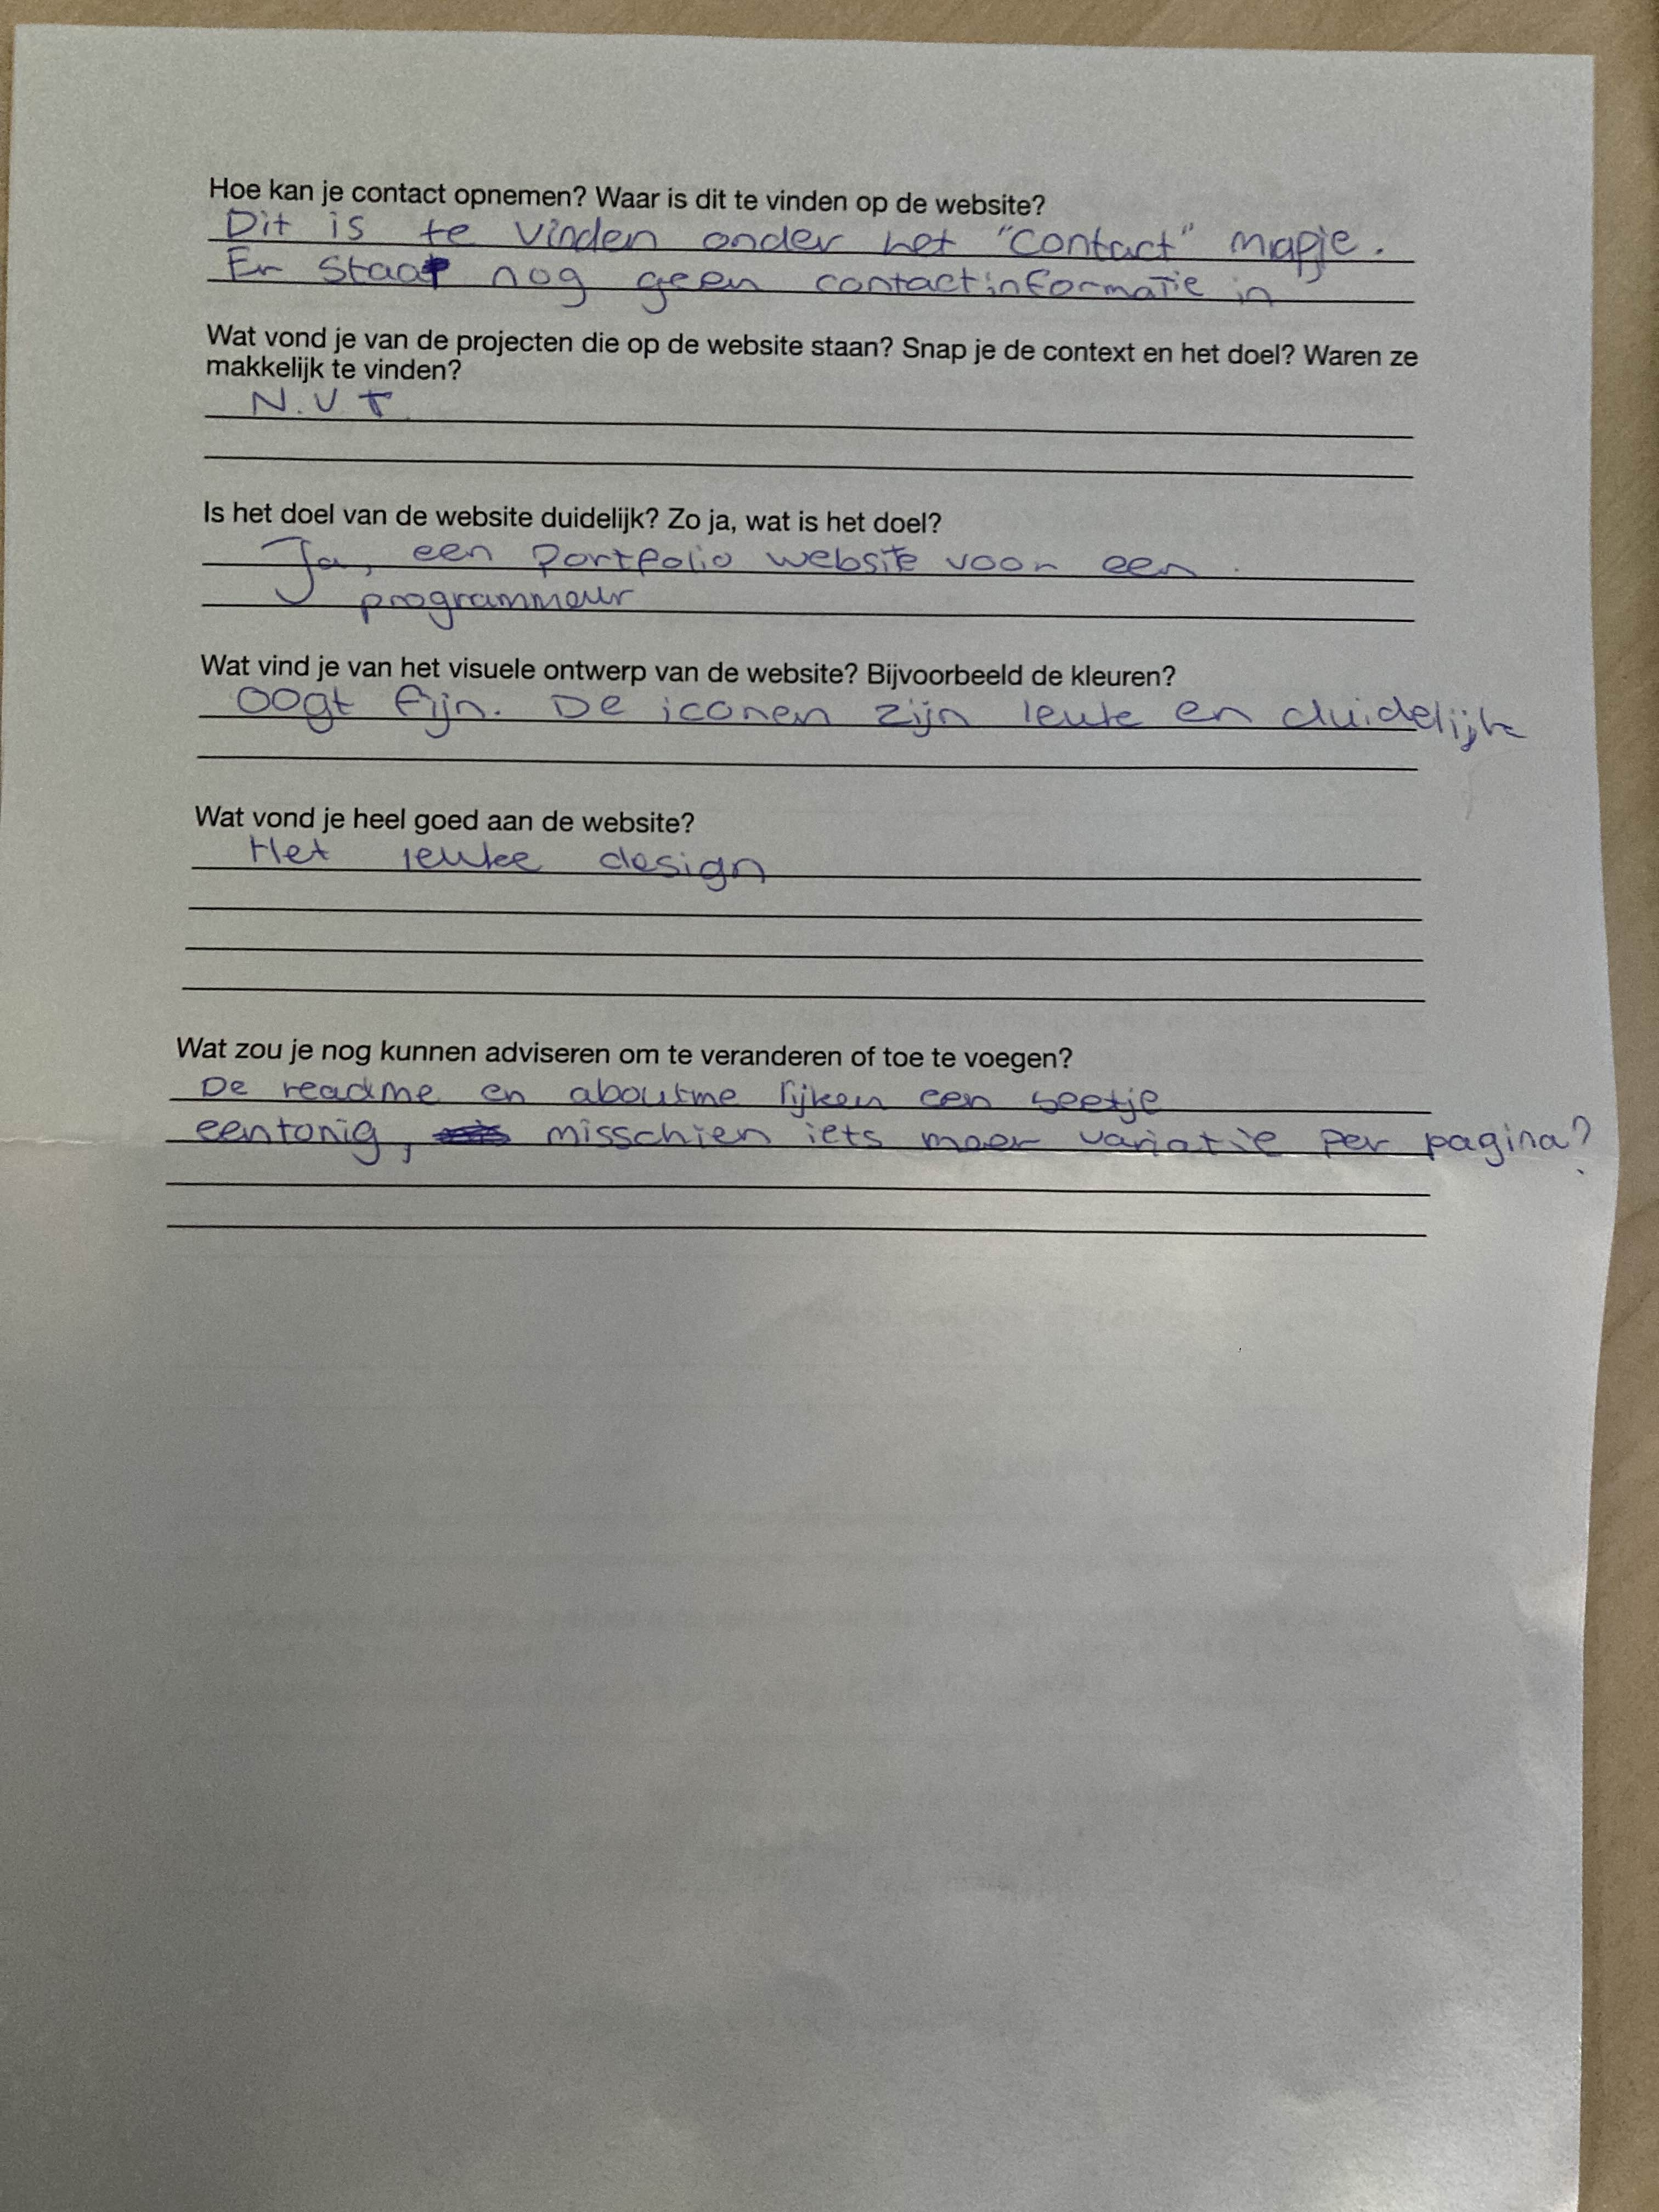 Hoe kan je contact opnemen? Waar is dit te vinden op de website?
Dit is te vinden onder het "contact" mapje.
Er staat nog geen contactinformatie in
Wat vond je van de projecten die op de website staan? Snap je de context en het doel? Waren ze
makkelijk te vinden?
N.V.T.
Is het doel van de website duidelijk? Zo ja, wat is het doel?
Ja, een portfolio website voor een
programmeur
Wat vind je van het visuele ontwerp van de website? Bijvoorbeeld de kleuren?
Oogt fijn. De iconen zijn leuk en duidelijk
Wat vond je heel goed aan de website?
Het leuke design
Wat zou je nog kunnen adviseren om te veranderen of toe te voegen?
De readme en aboutme lijken een beetje
eentonig, misschien iets meer variatie per pagina?